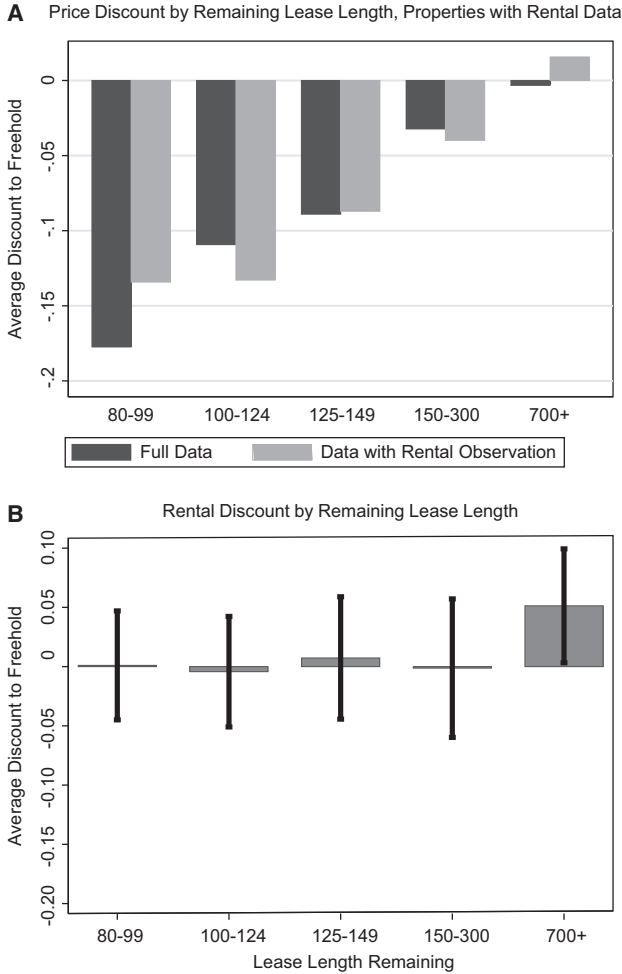 A Price Discount by Remaining Lease Length, Properties with Rental Data
Average Discount to Freehold
0
-.05
-.1
-.15
-.2
80-99 100-124 125-149 150-300 700+
Full Data Data with Rental Observation
B Rental Discount by Remaining Lease Length
Average Discount to Freehold
0.10
0.05
0
-0.05
-0.10
-0.15
-0.20
80-99 100-124 125-149 150-300 700+
Lease Length Remaining